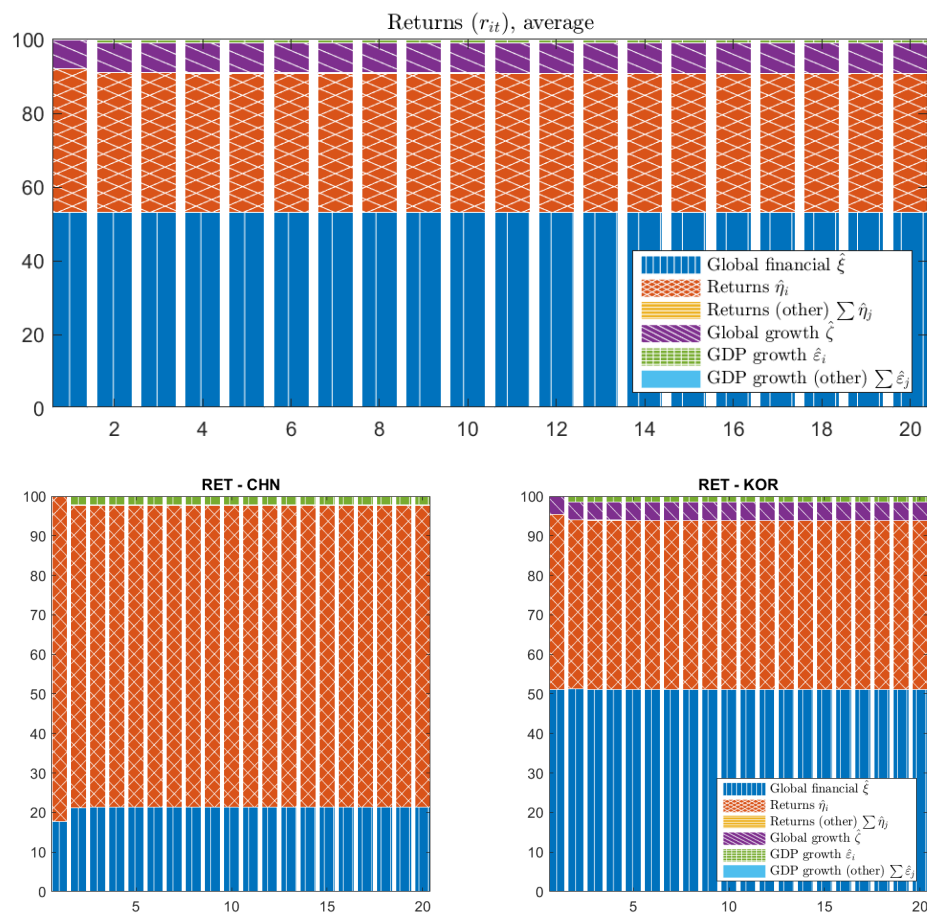 Returns (r_{it}), average
100
80
60
40
20
0
Global financial ξ̂
Returns η̂_i
Returns (other) ∑ η̂_j
Global growth ζ̂
GDP growth ε̂_i
GDP growth (other) ∑ ε̂_j
2 4 6 8 10 12 14 16 18 20
RET - CHN
100
90
80
70
60
50
40
30
20
10
0
5 10 15 20
RET - KOR
100
90
80
70
60
50
40
30
20
10
0
Global financial ξ̂
Returns η̂_i
Returns (other) ∑ η̂_j
Global growth ζ̂
GDP growth ε̂_i
GDP growth (other) ∑ ε̂_j
5 10 15 20